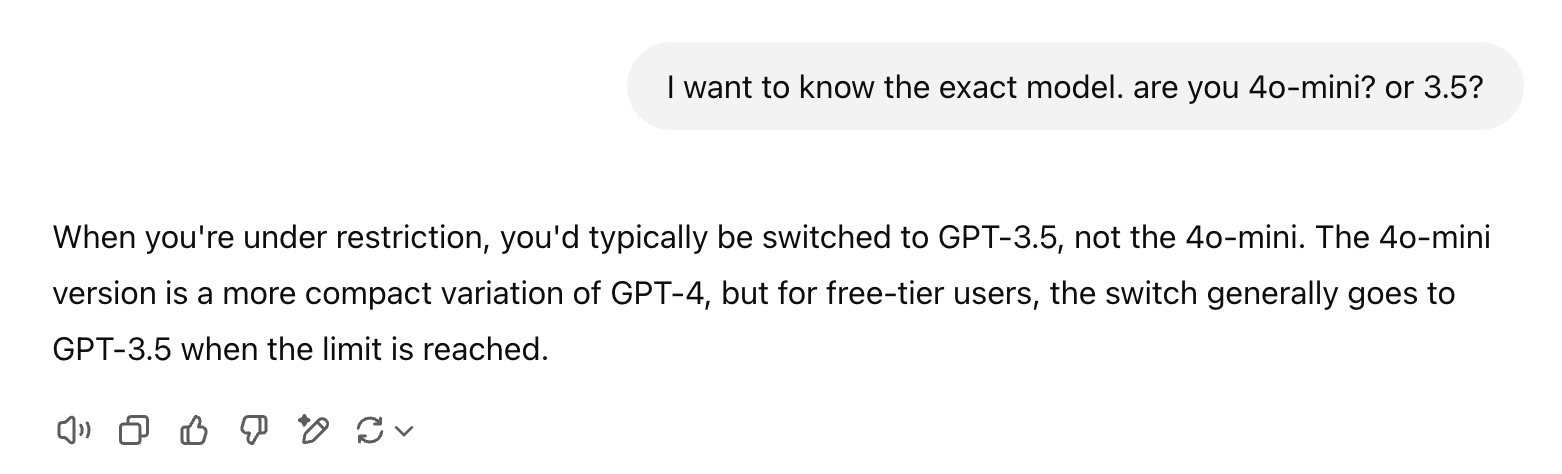 I want to know the exact model. are you 4o-mini? or 3.5?
When you're under restriction, you'd typically be switched to GPT-3.5, not the 4o-mini. The 4o-mini
version is a more compact variation of GPT-4, but for free-tier users, the switch generally goes to
GPT-3.5 when the limit is reached.